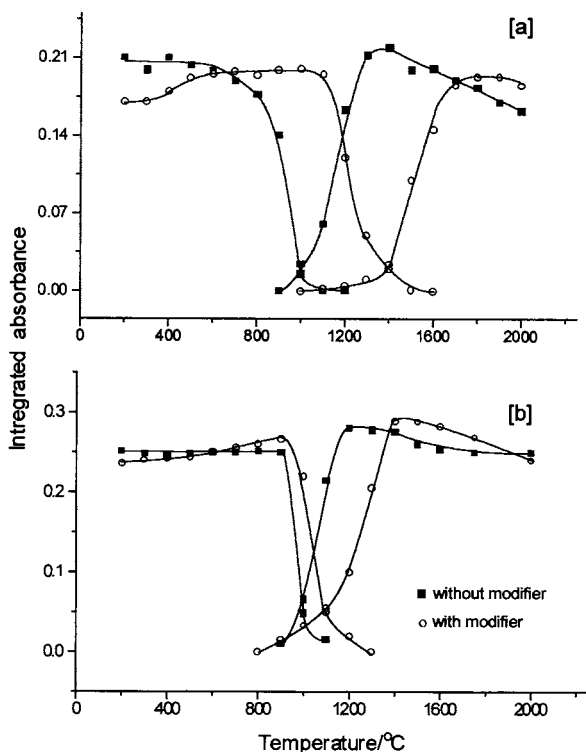 [a]
0.21
0.14
0.07
0.00
0 400 800 1200 1600 2000
Intregrated absorbance
[b]
0.3
0.2
0.1
0.0
■ without modifier
○ with modifier
0 400 800 1200 1600 2000
Temperature/°C